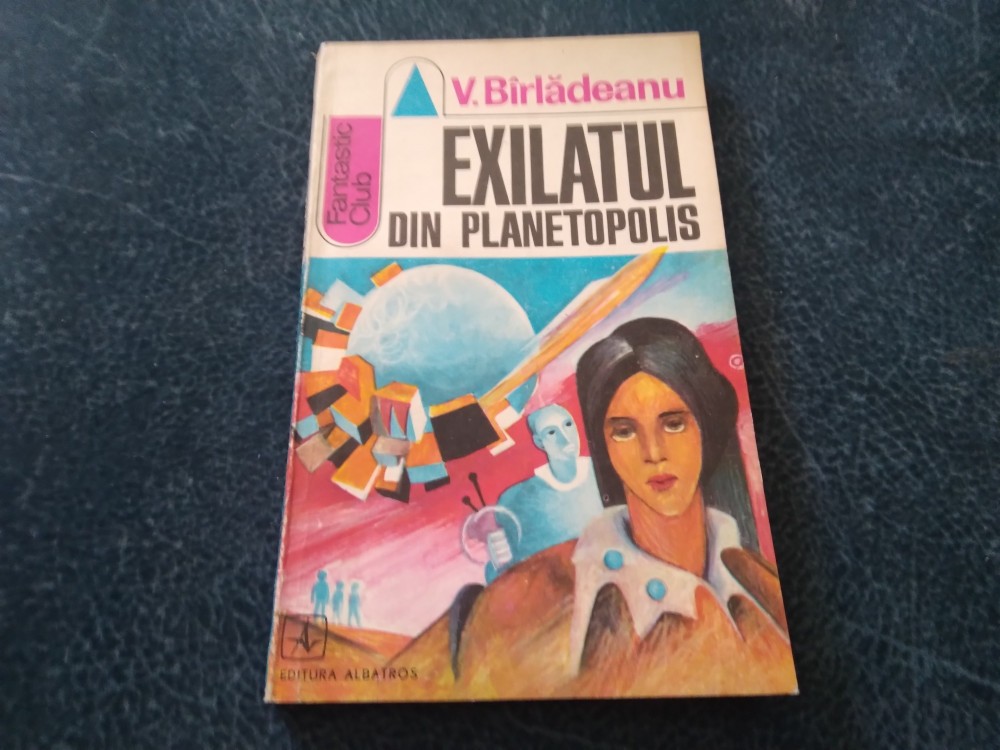 V. Bîrlădeanu
EXILATUL
DIN PLANETOPOLIS
Fantastic
Club
EDITURA ALBATROS